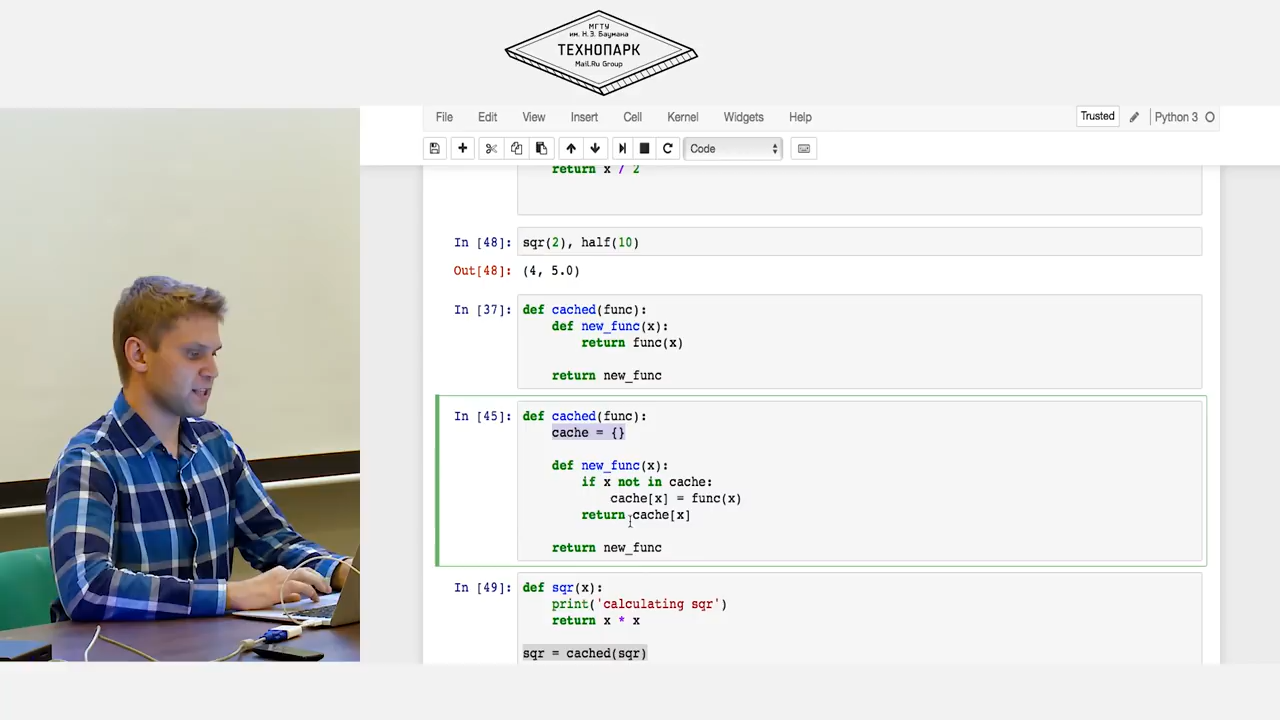 МГТУ
им. Н.Э. Баумана
ТЕХНОПАРК
Mail.Ru Group
File Edit View Insert Cell Kernel Widgets Help Trusted Python 3
Code
return x / 2
In [48]: sqr(2), half(10)
Out[48]: (4, 5.0)
In [37]: def cached(func):
def new_func(x):
return func(x)
return new_func
In [45]: def cached(func):
cache = {}
def new_func(x):
if x not in cache:
cache[x] = func(x)
return cache[x]
return new_func
In [49]: def sqr(x):
print('calculating sqr')
return x * x
sqr = cached(sqr)